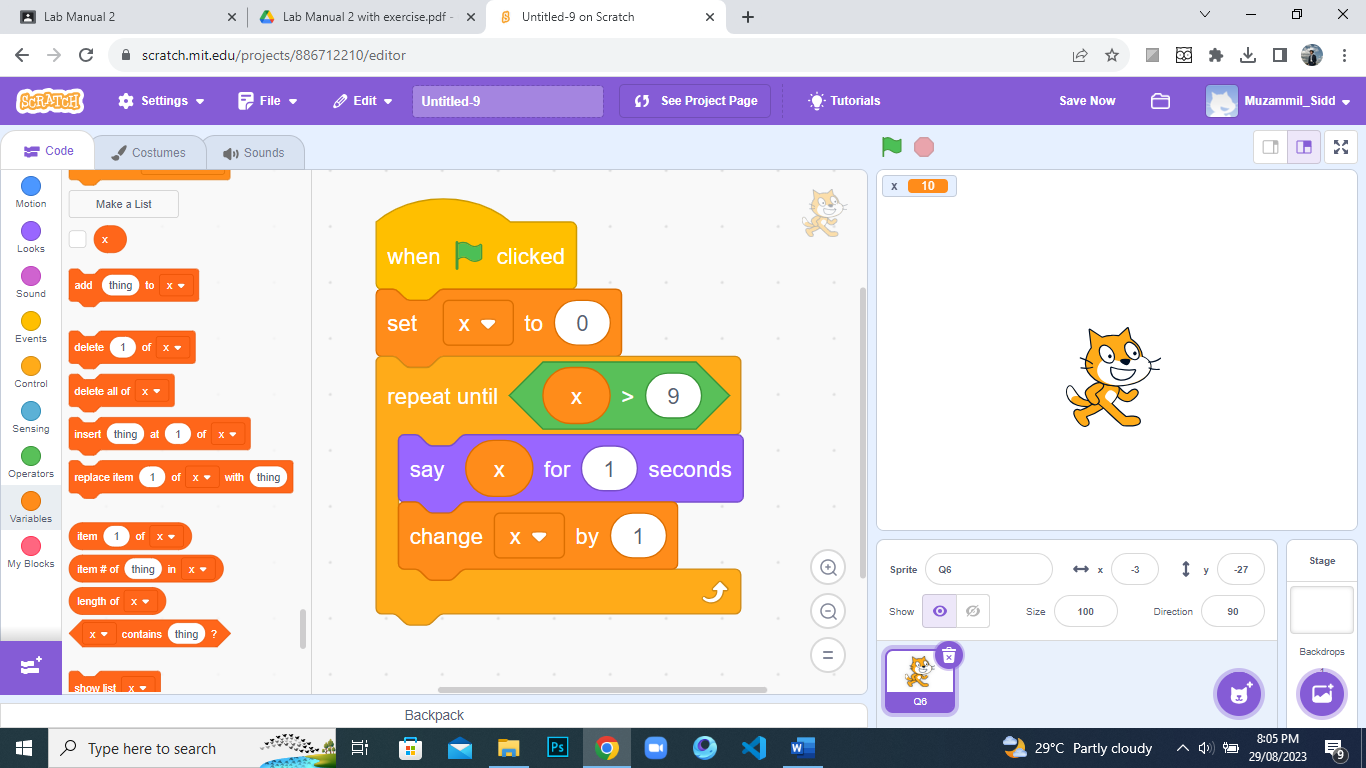 Lab Manual 2
Lab Manual 2 with exercise.pdf -
Untitled-9 on Scratch
scratch.mit.edu/projects/886712210/editor
SCRATCH
Settings
File
Edit
Untitled-9
See Project Page
Tutorials
Save Now
Muzammil_Sidd
Code
Costumes
Sounds
Motion
Looks
Sound
Events
Control
Sensing
Operators
Variables
My Blocks
Make a List
x
add thing to x
delete 1 of x
delete all of x
insert thing at 1 of x
replace item 1 of x with thing
item 1 of x
item # of thing in x
length of x
x contains thing ?
show list x
when clicked
set x to 0
repeat until x > 9
say x for 1 seconds
change x by 1
Backpack
x 10
Sprite Q6 x -3 y -27
Show Size 100 Direction 90
Q6
Stage
Backdrops
1
Type here to search
Ps
W
29°C Partly cloudy
8:05 PM
29/08/2023
9